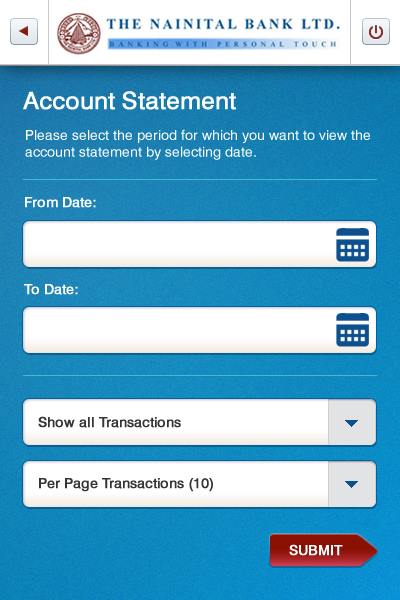 THE NAINITAL BANK LTD.
BANKING WITH PERSONAL TOUCH
Account Statement
Please select the period for which you want to view the
account statement by selecting date.
From Date:
To Date:
Show all Transactions
Per Page Transactions (10)
SUBMIT